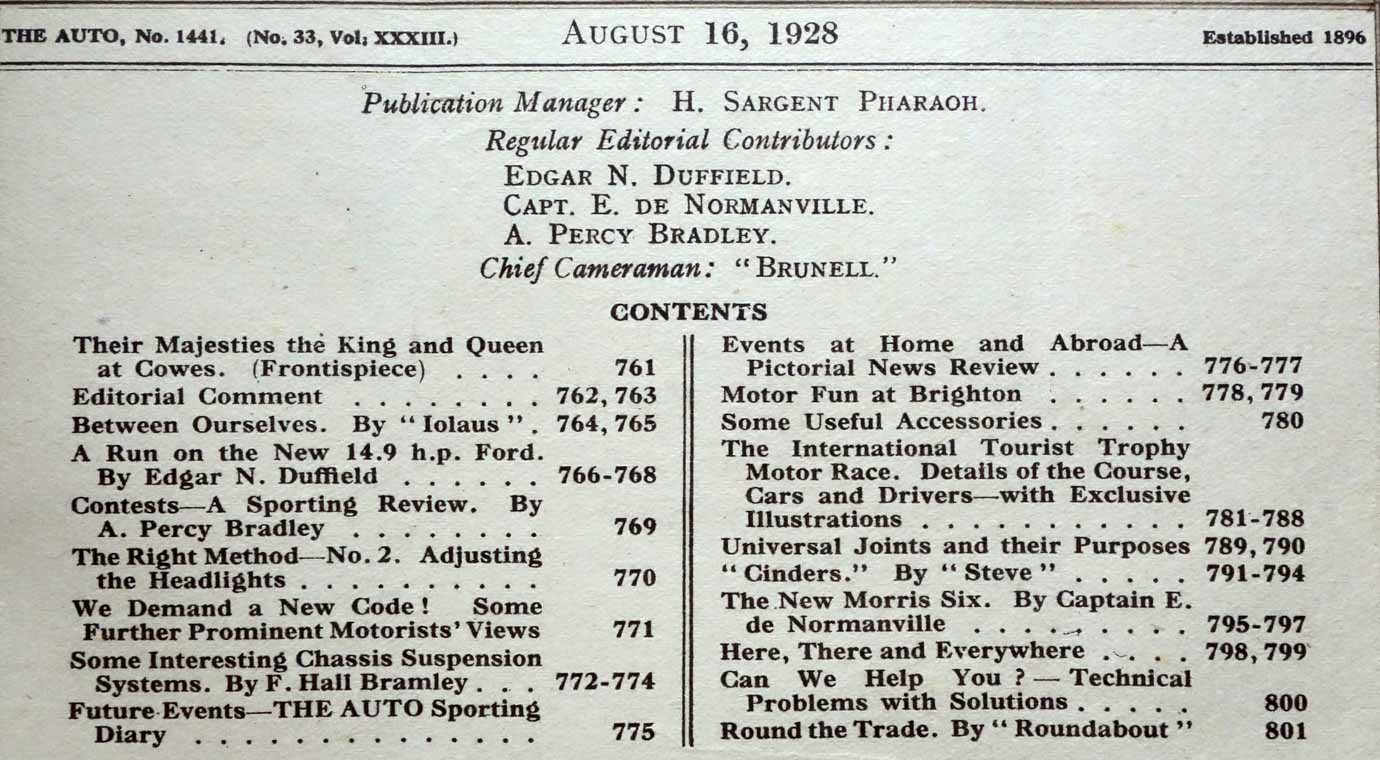 THE AUTO, No. 1441. (No. 33, Vol; XXXIII.) AUGUST 16, 1928 Established 1896
Publication Manager: H. SARGENT PHARAOH.
Regular Editorial Contributors:
EDGAR N. DUFFIELD.
CAPT. E. DE NORMANVILLE.
A. PERCY BRADLEY.
Chief Cameraman: "BRUNELL."
CONTENTS
Their Majesties the King and Queen
at Cowes. (Frontispiece) . . . . 761
Editorial Comment . . . . . . . . 762, 763
Between Ourselves. By "Iolaus". 764, 765
A Run on the New 14.9 h.p. Ford.
By Edgar N. Duffield . . . . . . 766-768
Contests—A Sporting Review. By
A. Percy Bradley . . . . . . . . 769
The Right Method—No. 2. Adjusting
the Headlights . . . . . . . . . . 770
We Demand a New Code! Some
Further Prominent Motorists' Views 771
Some Interesting Chassis Suspension
Systems. By F. Hall Bramley . . . 772-774
Future Events—THE AUTO Sporting
Diary . . . . . . . . . . . . . . 775
Events at Home and Abroad—A
Pictorial News Review . . . . . . 776-777
Motor Fun at Brighton . . . . . . 778, 779
Some Useful Accessories . . . . . . 780
The International Tourist Trophy
Motor Race. Details of the Course,
Cars and Drivers—with Exclusive
Illustrations . . . . . . . . . . . . 781-788
Universal Joints and their Purposes 789, 790
"Cinders." By "Steve" . . . . . 791-794
The New Morris Six. By Captain E.
de Normanville . . . . . . . . . 795-797
Here, There and Everywhere . . . . 798, 799
Can We Help You?—Technical
Problems with Solutions . . . . . 800
Round the Trade. By "Roundabout" 801